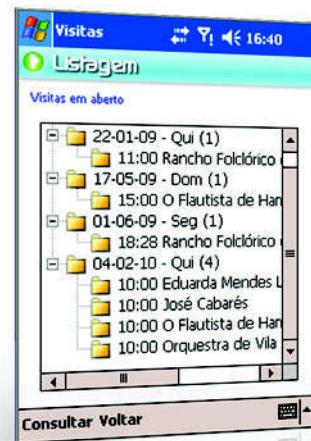 Visitas 16:40
Listagem
Visitas em aberto
22-01-09 - Qui (1)
11:00 Rancho Folclórico
17-05-09 - Dom (1)
15:00 O Flautista de Han
01-06-09 - Seg (1)
18:28 Rancho Folclórico
04-02-10 - Qui (4)
10:00 Eduarda Mendes L
10:00 José Cabarés
10:00 O Flautista de Han
10:00 Orquestra de Vila
Consultar Voltar